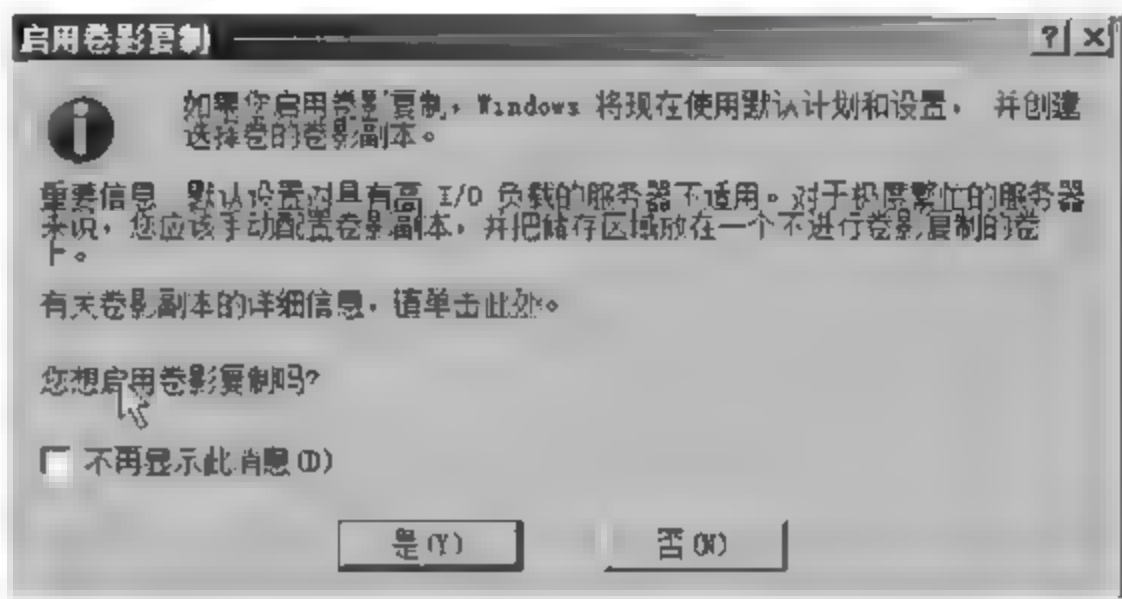 启用卷影复制
如果您启用卷影复制，Windows 将现在使用默认计划和设置， 并创建
选择卷的卷影副本。
重要信息 默认设置对具有高 I/O 负载的服务器不适用。对于极度繁忙的服务器
来说，您应该手动配置卷影副本，并把储存区域放在一个不进行卷影复制的卷
上。
有关卷影副本的详细信息，请单击此处。
您想启用卷影复制吗?
不再显示此消息(D)
是(Y) 否(N)